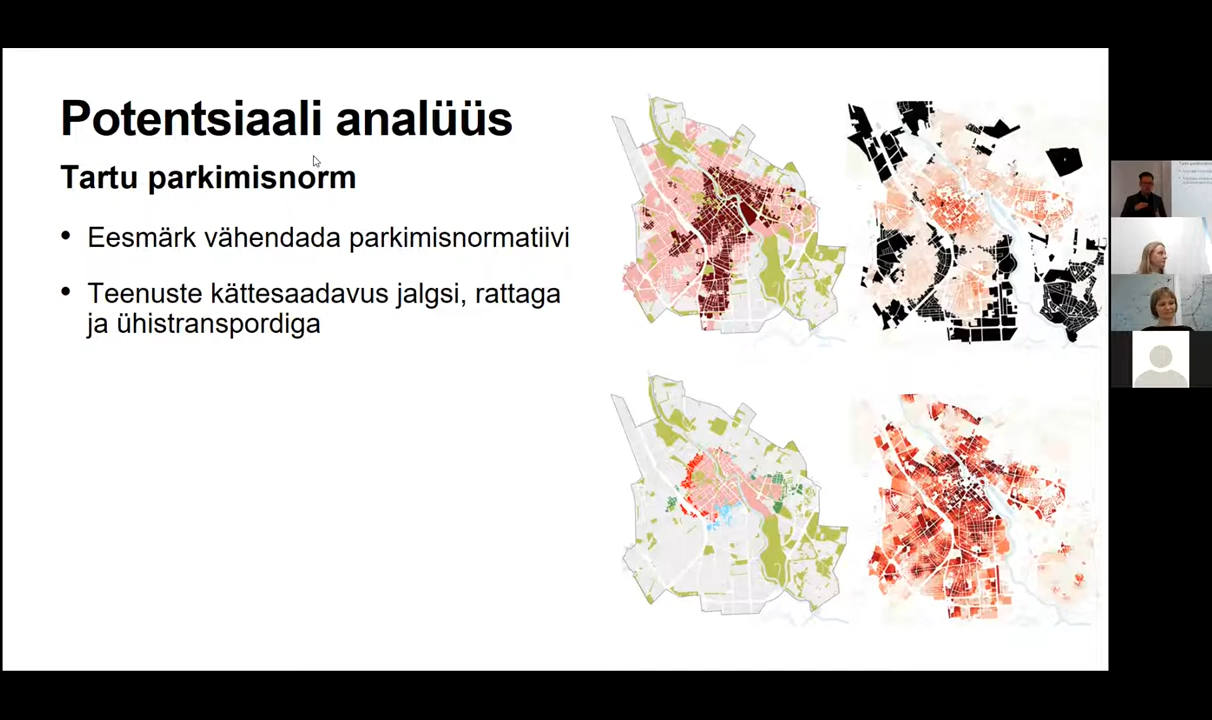 Potentsiaali analüüs
Tartu parkimisnorm
• Eesmärk vähendada parkimisnormatiivi
• Teenuste kättesaadavus jalgsi, rattaga
ja ühistranspordiga